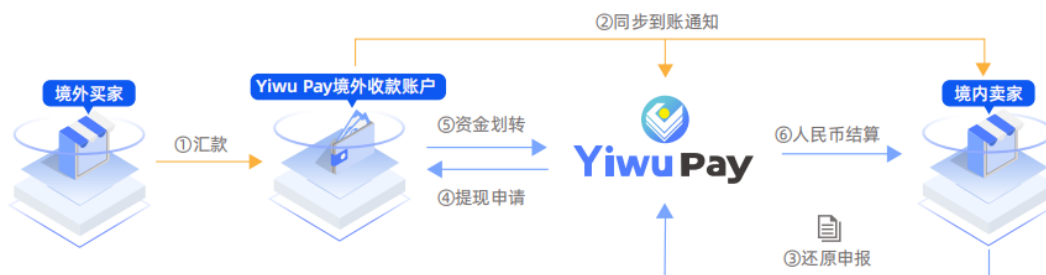 ②同步到账通知
境外买家
Yiwu Pay境外收款账户
境内卖家
①汇款
⑤资金划转
④提现申请
Yiwu Pay
⑥人民币结算
③还原申报